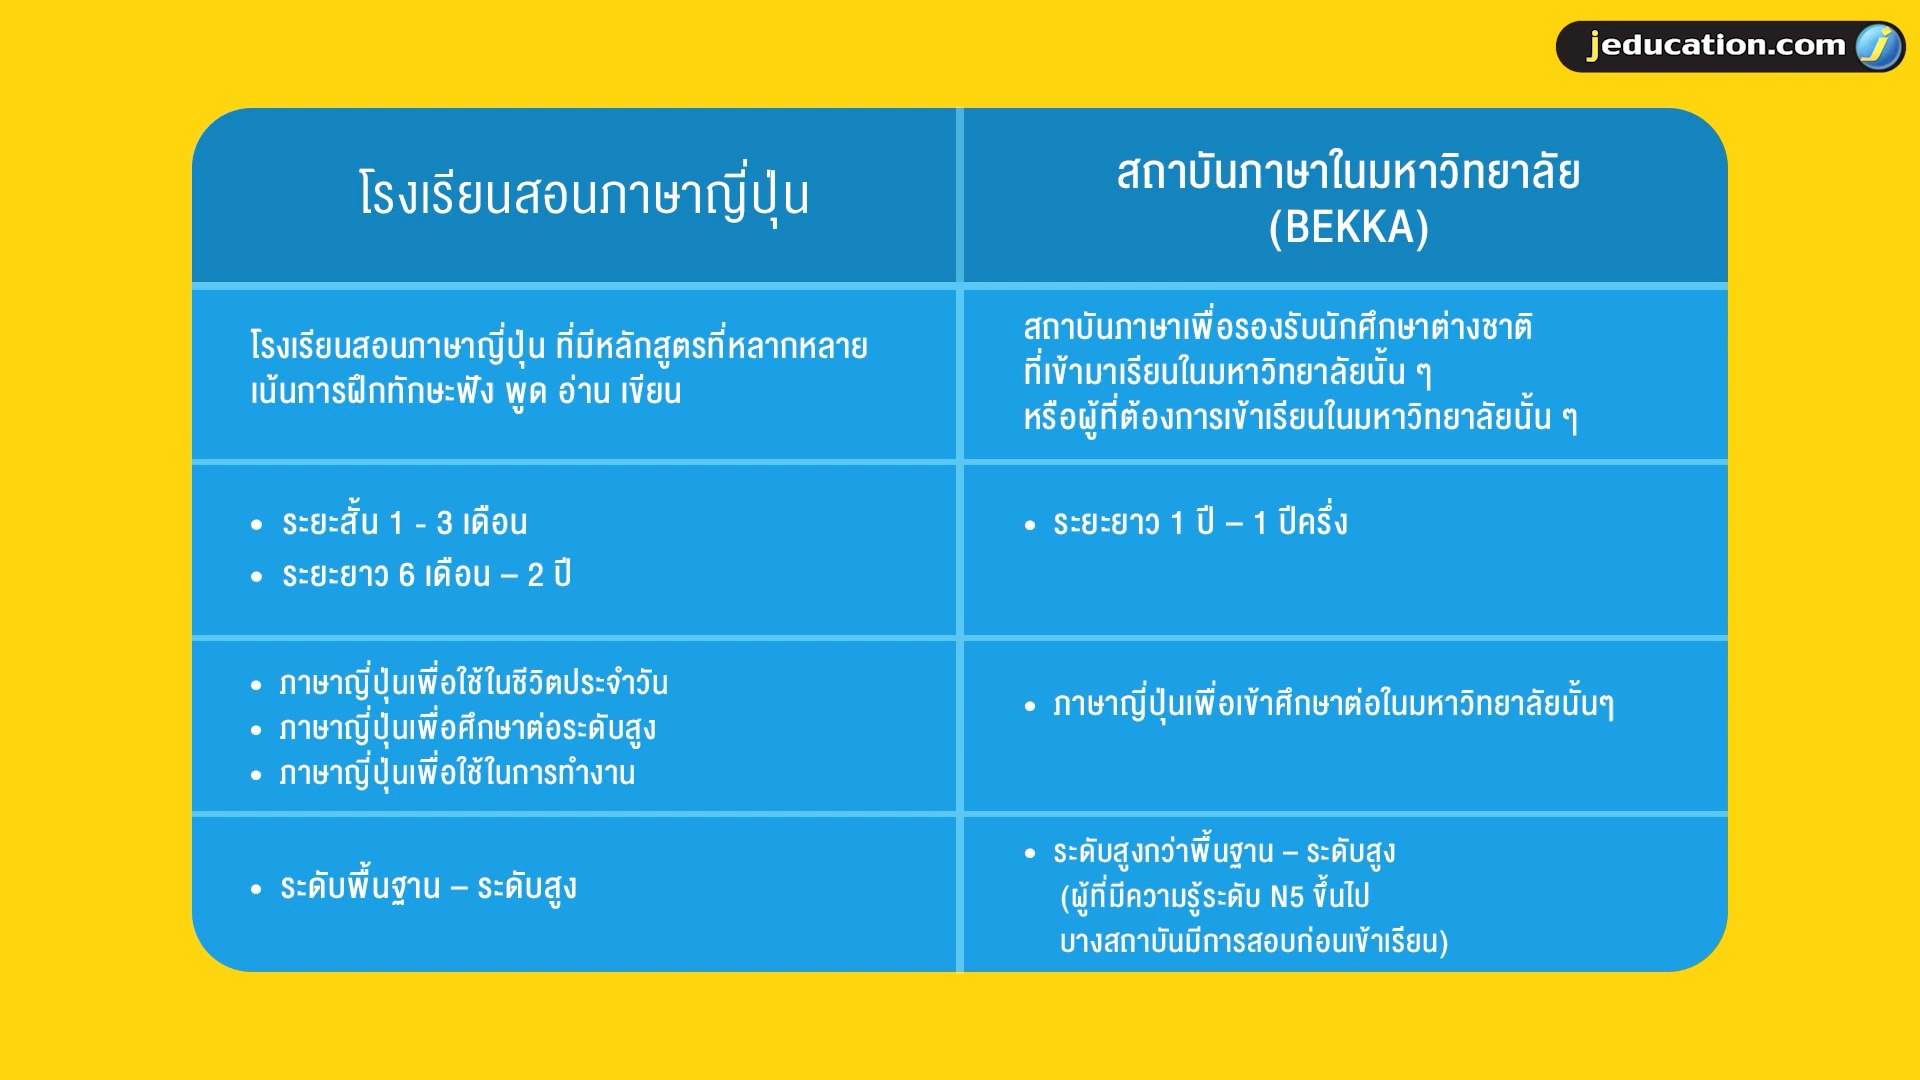 jeducation.com
โรงเรียนสอนภาษาญี่ปุ่น
สถาบันภาษาในมหาวิทยาลัย
(BEKKA)
โรงเรียนสอนภาษาญี่ปุ่น ที่มีหลักสูตรที่หลากหลาย
เน้นการฝึกทักษะฟัง พูด อ่าน เขียน
สถาบันภาษาเพื่อรองรับนักศึกษาต่างชาติ
ที่เข้ามาเรียนในมหาวิทยาลัยนั้น ๆ
หรือผู้ที่ต้องการเข้าเรียนในมหาวิทยาลัยนั้น ๆ
• ระยะสั้น 1 - 3 เดือน
• ระยะยาว 6 เดือน – 2 ปี
• ระยะยาว 1 ปี – 1 ปีครึ่ง
• ภาษาญี่ปุ่นเพื่อใช้ในชีวิตประจำวัน
• ภาษาญี่ปุ่นเพื่อศึกษาต่อระดับสูง
• ภาษาญี่ปุ่นเพื่อใช้ในการทำงาน
• ภาษาญี่ปุ่นเพื่อเข้าศึกษาต่อในมหาวิทยาลัยนั้นๆ
• ระดับพื้นฐาน – ระดับสูง
• ระดับสูงกว่าพื้นฐาน – ระดับสูง
(ผู้ที่มีความรู้ระดับ N5 ขึ้นไป
บางสถาบันมีการสอบก่อนเข้าเรียน)